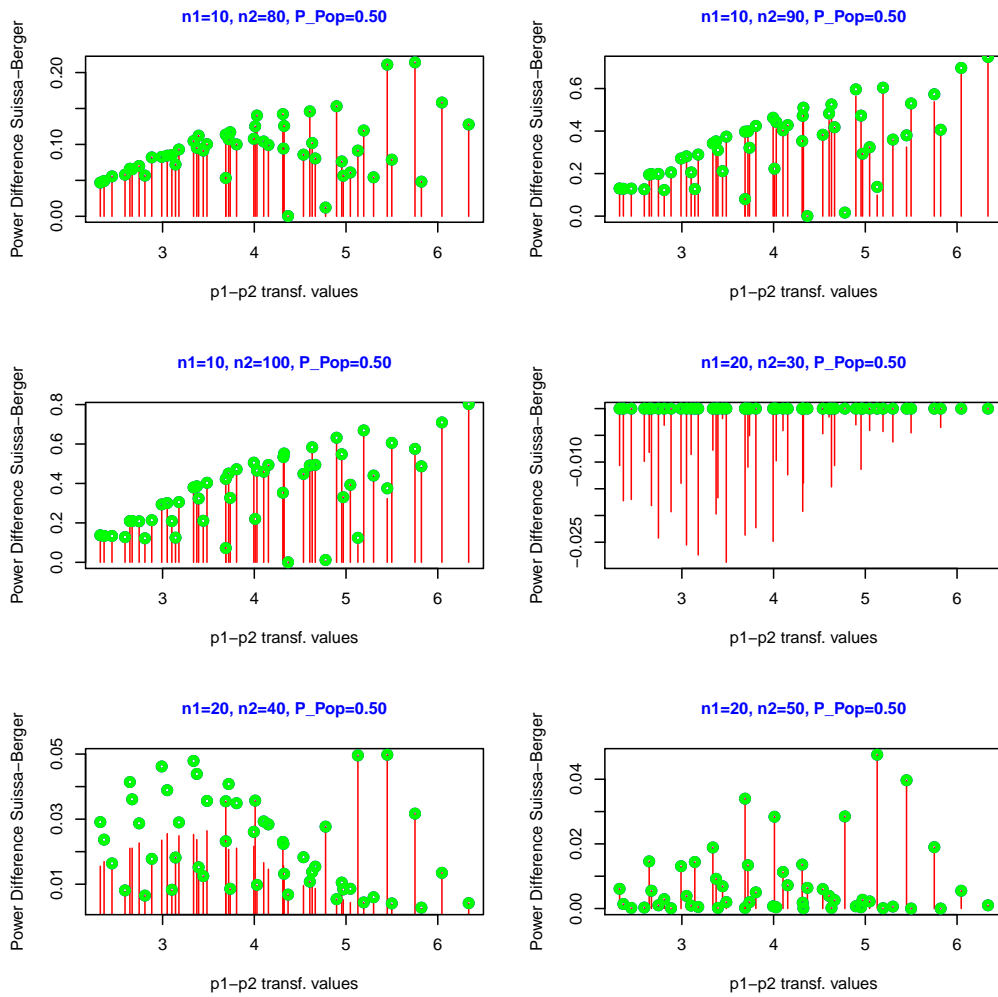 n1=10, n2=80, P_Pop=0.50
Power Difference Suissa−Berger
0.00
0.10
0.20
3
4
5
6
p1−p2 transf. values
n1=10, n2=90, P_Pop=0.50
Power Difference Suissa−Berger
0.0
0.2
0.4
0.6
3
4
5
6
p1−p2 transf. values
n1=10, n2=100, P_Pop=0.50
Power Difference Suissa−Berger
0.0
0.2
0.4
0.6
0.8
3
4
5
6
p1−p2 transf. values
n1=20, n2=30, P_Pop=0.50
Power Difference Suissa−Berger
−0.025
−0.010
3
4
5
6
p1−p2 transf. values
n1=20, n2=40, P_Pop=0.50
Power Difference Suissa−Berger
0.01
0.03
0.05
3
4
5
6
p1−p2 transf. values
n1=20, n2=50, P_Pop=0.50
Power Difference Suissa−Berger
0.00
0.02
0.04
3
4
5
6
p1−p2 transf. values